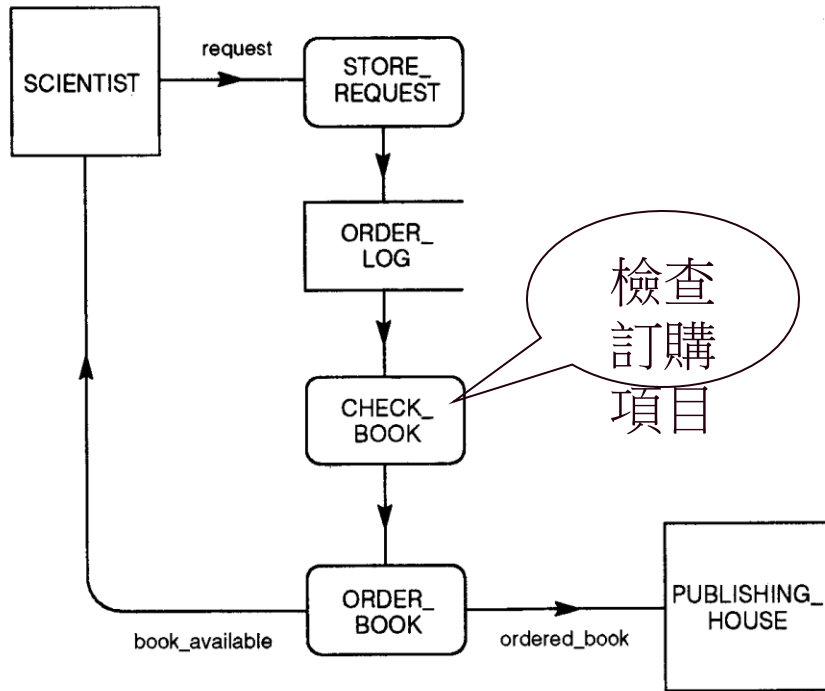 request
SCIENTIST
STORE_
REQUEST
ORDER_
LOG
檢查
訂購
項目
CHECK_
BOOK
ORDER_
BOOK
PUBLISHING_
HOUSE
book_available
ordered_book